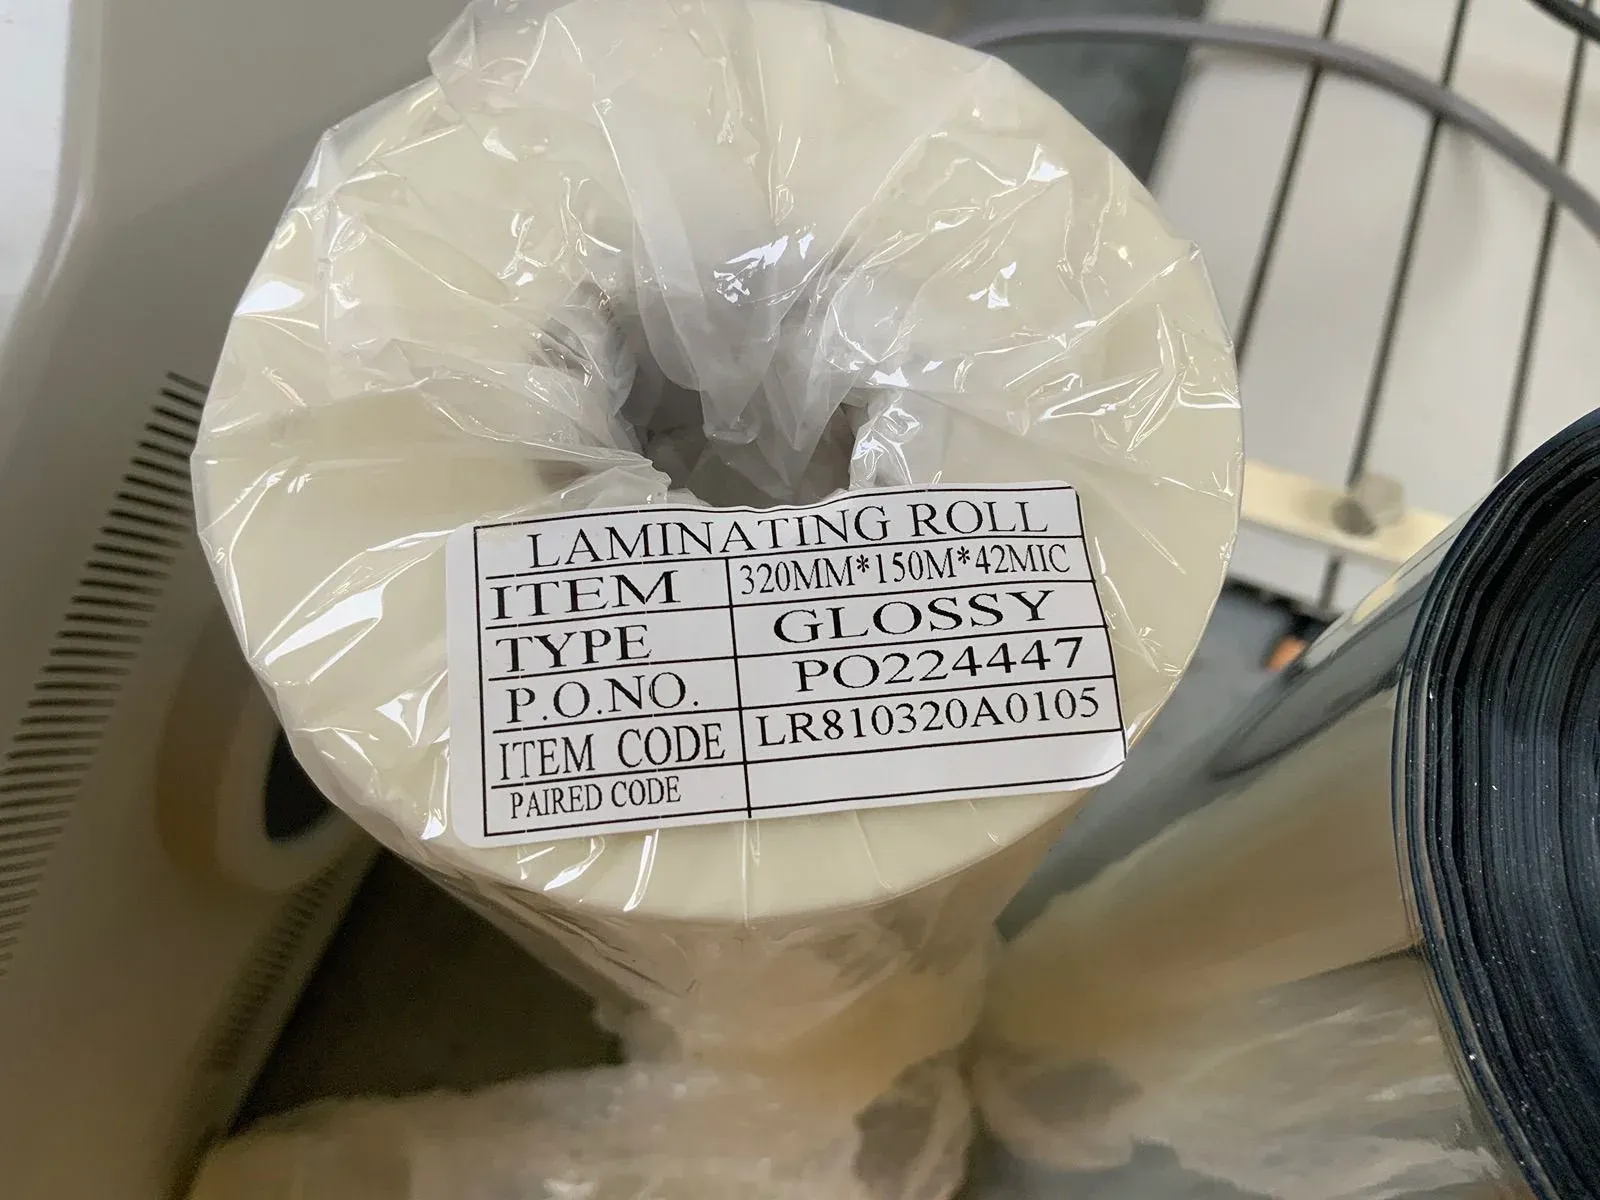 LAMINATING ROLL
ITEM 320MM*150M*42MIC
TYPE GLOSSY
P.O.NO. PO224447
ITEM CODE LR810320A0105
PAIRED CODE